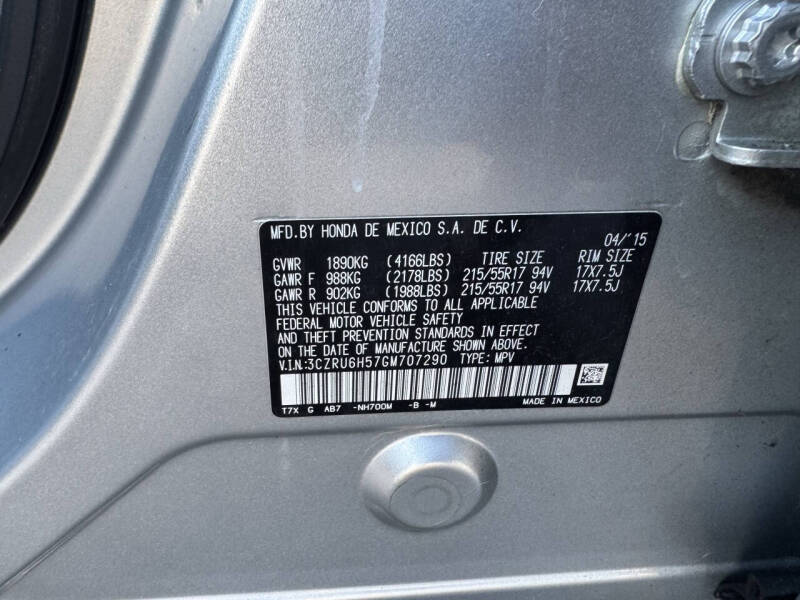 MFD.BY HONDA DE MEXICO S.A. DE C.V.
04/'15
GVWR 1890KG (4166LBS) TIRE SIZE RIM SIZE
GAWR F 988KG (2178LBS) 215/55R17 94V 17X7.5J
GAWR R 902KG (1988LBS) 215/55R17 94V 17X7.5J
THIS VEHICLE CONFORMS TO ALL APPLICABLE
FEDERAL MOTOR VEHICLE SAFETY
AND THEFT PREVENTION STANDARDS IN EFFECT
ON THE DATE OF MANUFACTURE SHOWN ABOVE.
V.I.N.:3CZRU6H57GM707290 TYPE: MPV
T7X G AB7 -NH700M -B -M MADE IN MEXICO